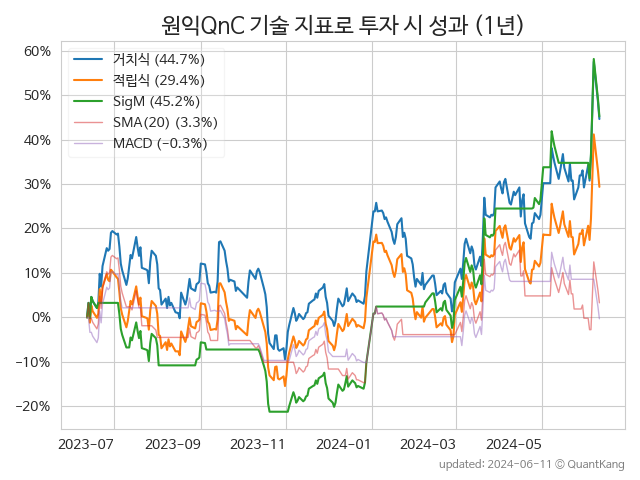 원익QnC 기술 지표로 투자 시 성과 (1년)
60%
50%
40%
30%
20%
10%
0%
−10%
−20%
거치식 (44.7%)
적립식 (29.4%)
SigM (45.2%)
SMA(20) (3.3%)
MACD (−0.3%)
2023-07
2023-09
2023-11
2024-01
2024-03
2024-05
updated: 2024-06-11 © QuantKang